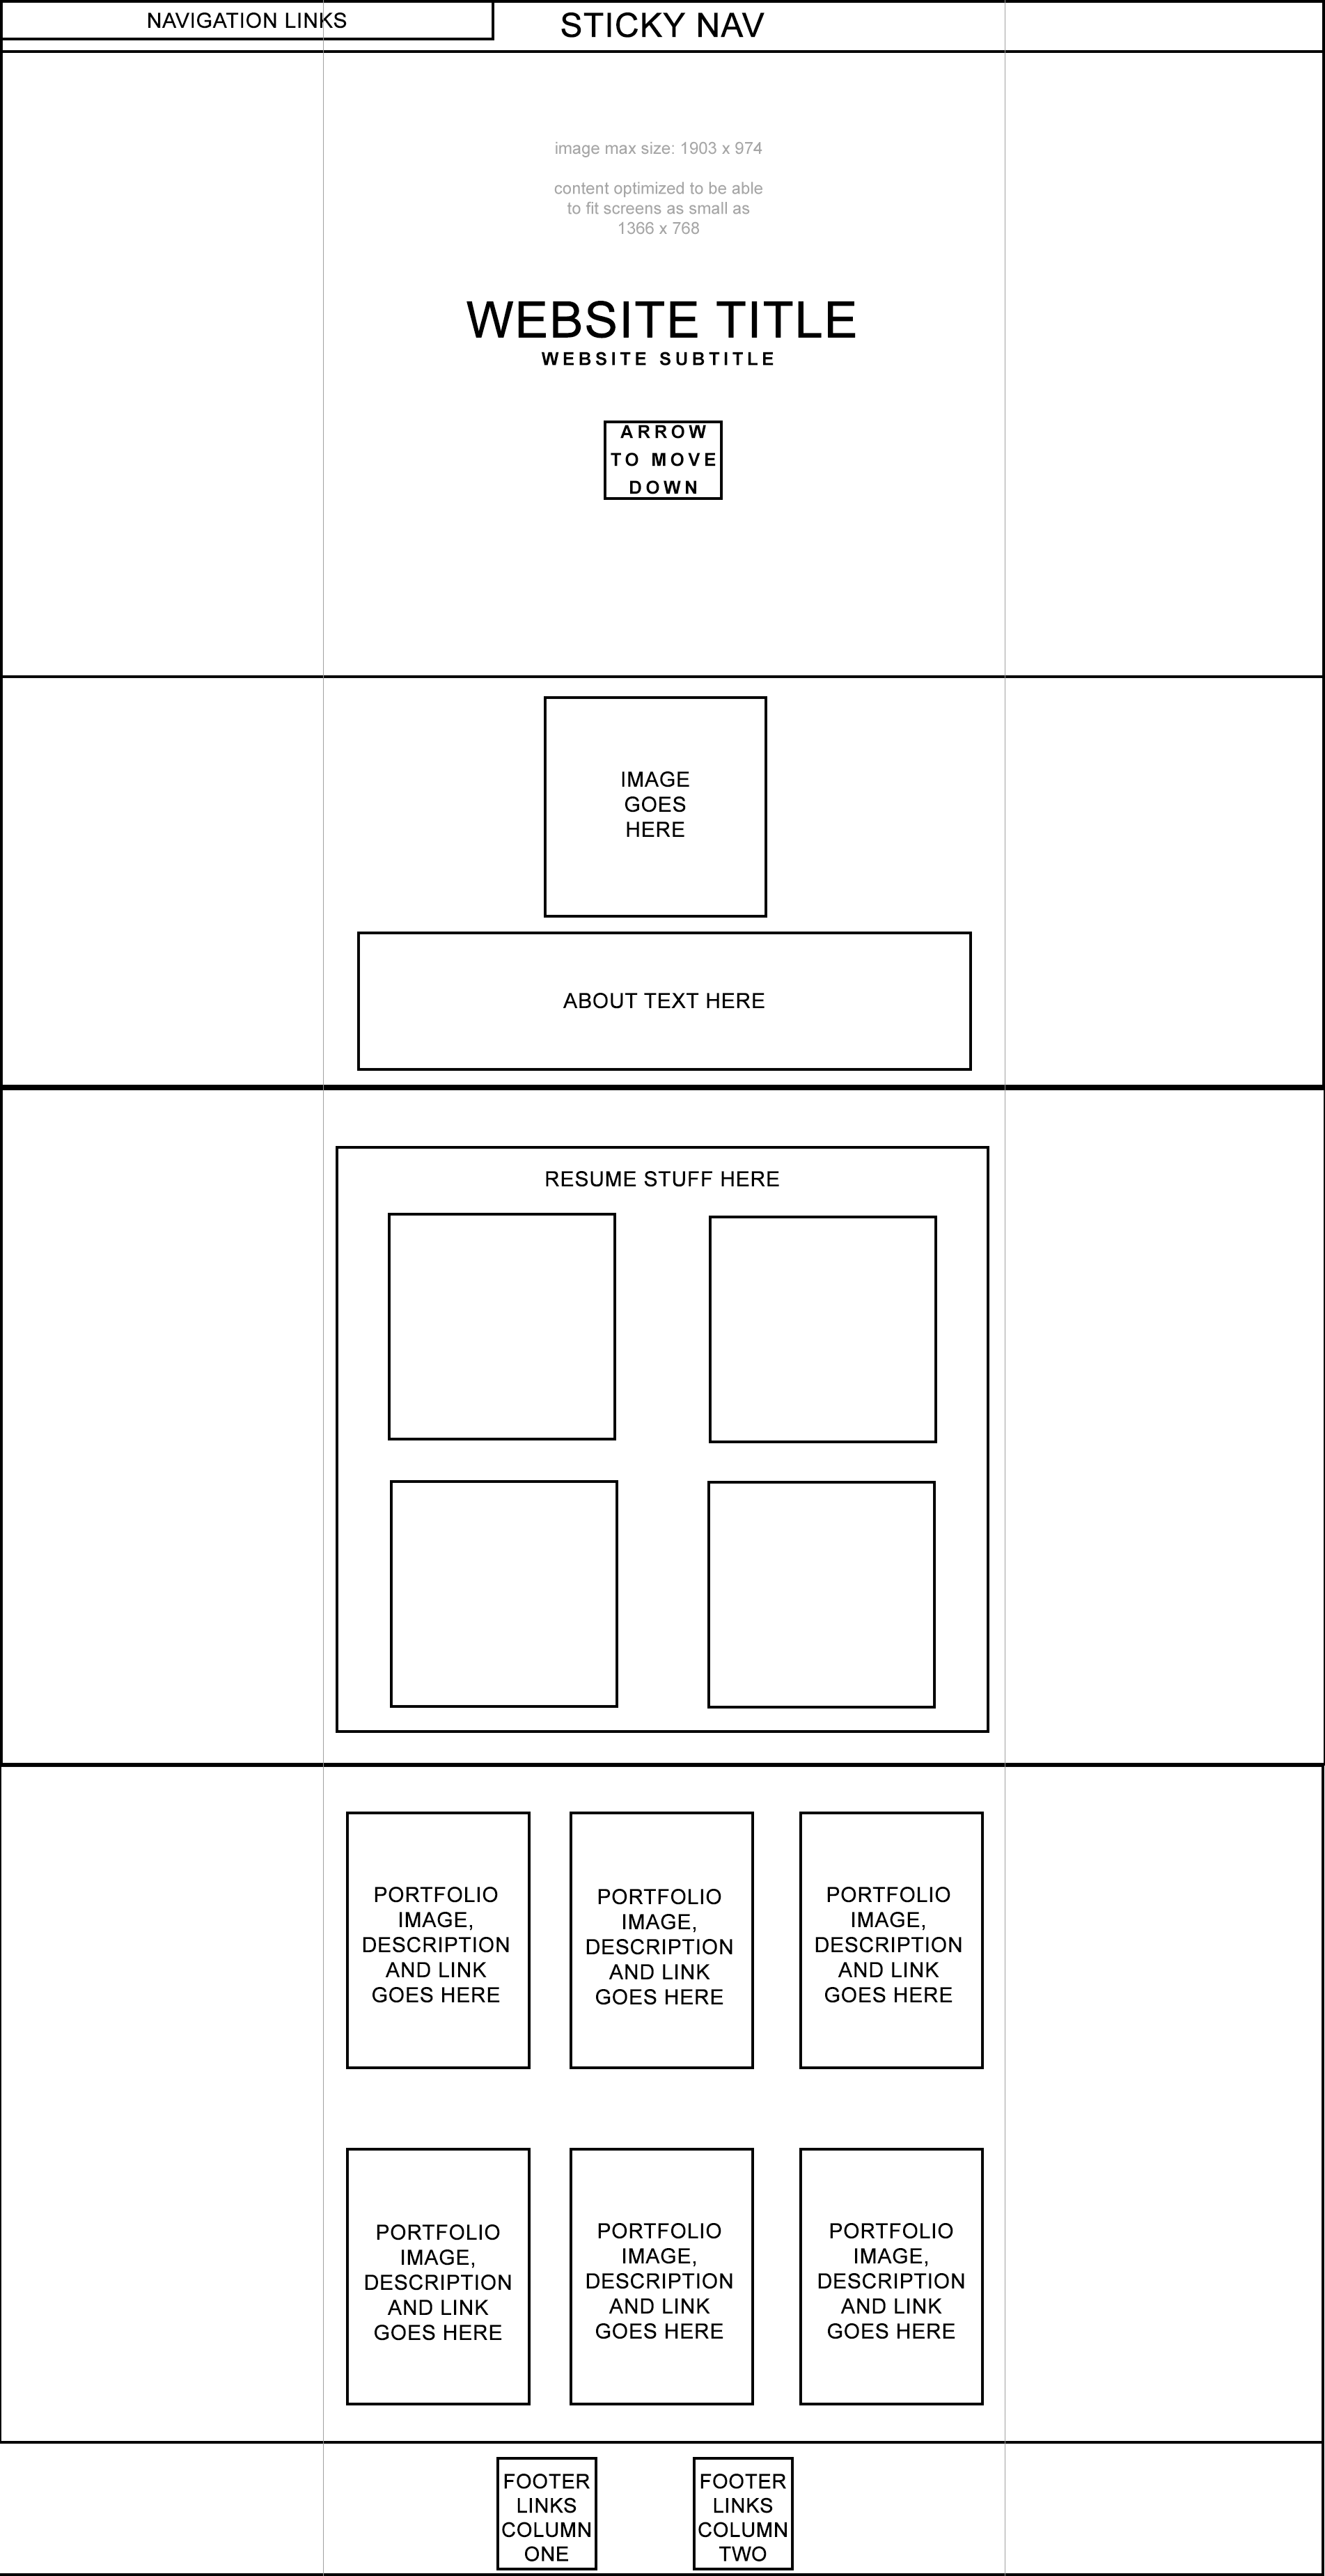 NAVIGATION LINKS
STICKY NAV
image max size: 1903 x 974
content optimized to be able
to fit screens as small as
1366 x 768
WEBSITE TITLE
WEBSITE SUBTITLE
ARROW
TO MOVE
DOWN
IMAGE
GOES
HERE
ABOUT TEXT HERE
RESUME STUFF HERE
PORTFOLIO
IMAGE,
DESCRIPTION
AND LINK
GOES HERE
PORTFOLIO
IMAGE,
DESCRIPTION
AND LINK
GOES HERE
PORTFOLIO
IMAGE,
DESCRIPTION
AND LINK
GOES HERE
PORTFOLIO
IMAGE,
DESCRIPTION
AND LINK
GOES HERE
PORTFOLIO
IMAGE,
DESCRIPTION
AND LINK
GOES HERE
PORTFOLIO
IMAGE,
DESCRIPTION
AND LINK
GOES HERE
FOOTER
LINKS
COLUMN
ONE
FOOTER
LINKS
COLUMN
TWO